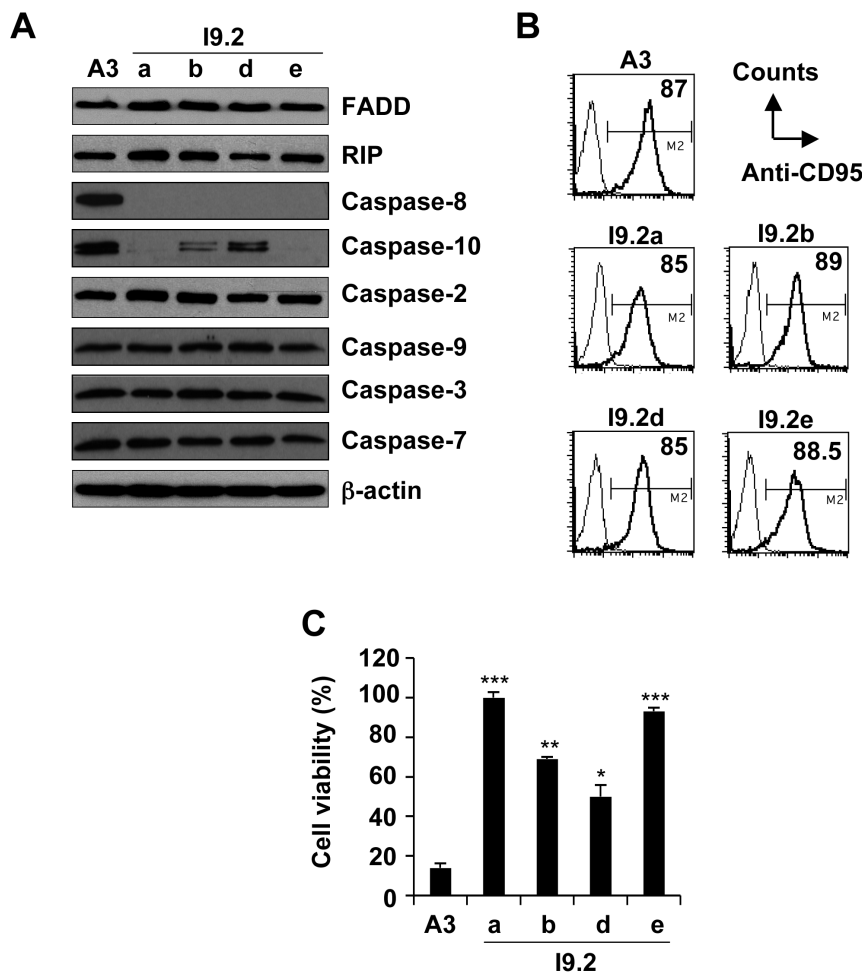 A
I9.2
A3 a b d e
FADD
RIP
Caspase-8
Caspase-10
Caspase-2
Caspase-9
Caspase-3
Caspase-7
β-actin
B
A3
87
M2
Counts
Anti-CD95
I9.2a
85
M2
I9.2b
89
M2
I9.2d
85
M2
I9.2e
88.5
M2
C
Cell viability (%)
120
100
80
60
40
20
0
***
**
*
***
A3 a b d e
I9.2